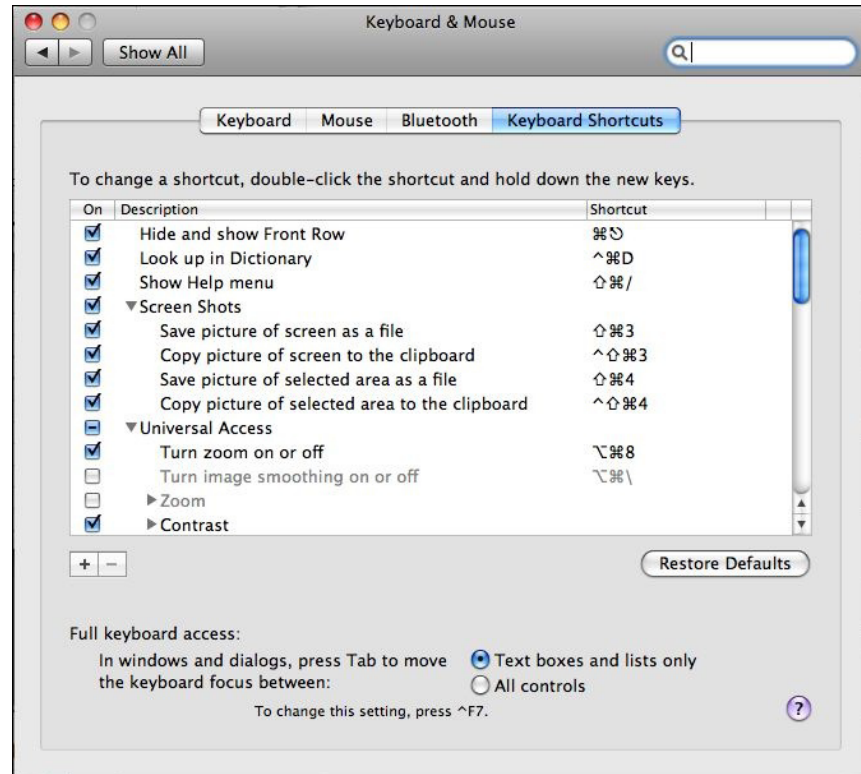 Keyboard & Mouse
Show All
Keyboard Mouse Bluetooth Keyboard Shortcuts
To change a shortcut, double-click the shortcut and hold down the new keys.
On Description Shortcut
Hide and show Front Row ⌘⎋
Look up in Dictionary ^⌘D
Show Help menu ⇧⌘/
▼Screen Shots
Save picture of screen as a file ⇧⌘3
Copy picture of screen to the clipboard ^⇧⌘3
Save picture of selected area as a file ⇧⌘4
Copy picture of selected area to the clipboard ^⇧⌘4
▼Universal Access
Turn zoom on or off ⌥⌘8
Turn image smoothing on or off ⌥⌘\
▶Zoom
▶Contrast
+ −
Restore Defaults
Full keyboard access:
In windows and dialogs, press Tab to move
the keyboard focus between:
Text boxes and lists only
All controls
To change this setting, press ^F7.
?